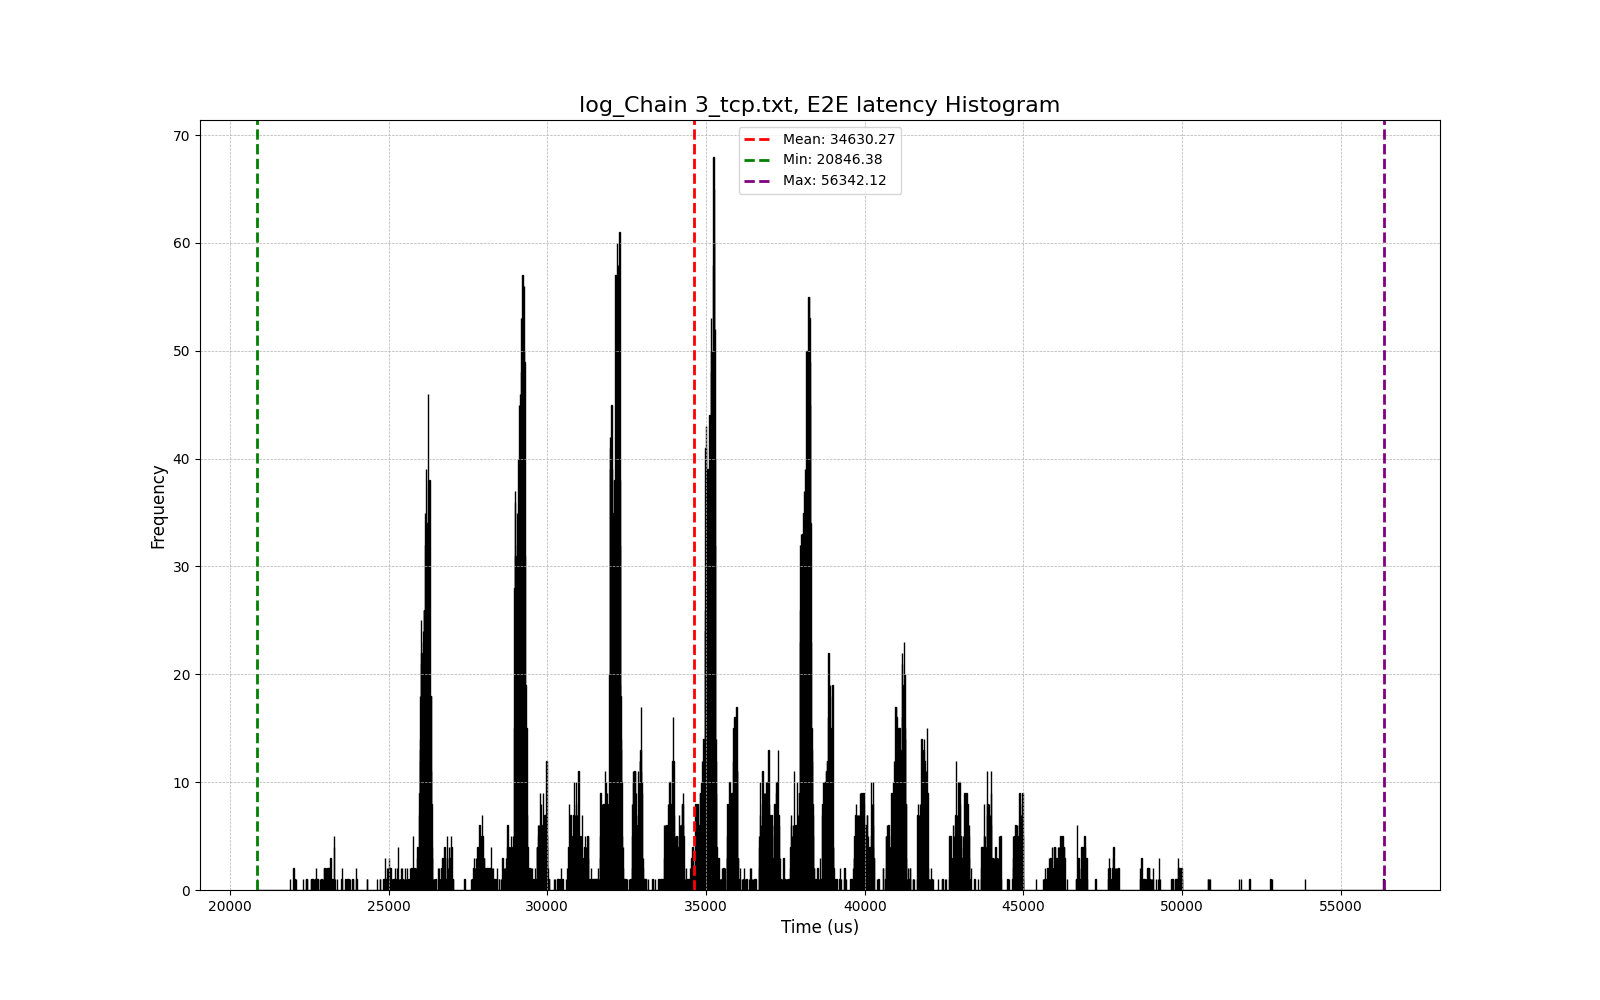 log_Chain 3_tcp.txt, E2E latency Histogram
Mean: 34630.27
Min: 20846.38
Max: 56342.12
Frequency
70
60
50
40
30
20
10
0
20000 25000 30000 35000 40000 45000 50000 55000
Time (us)